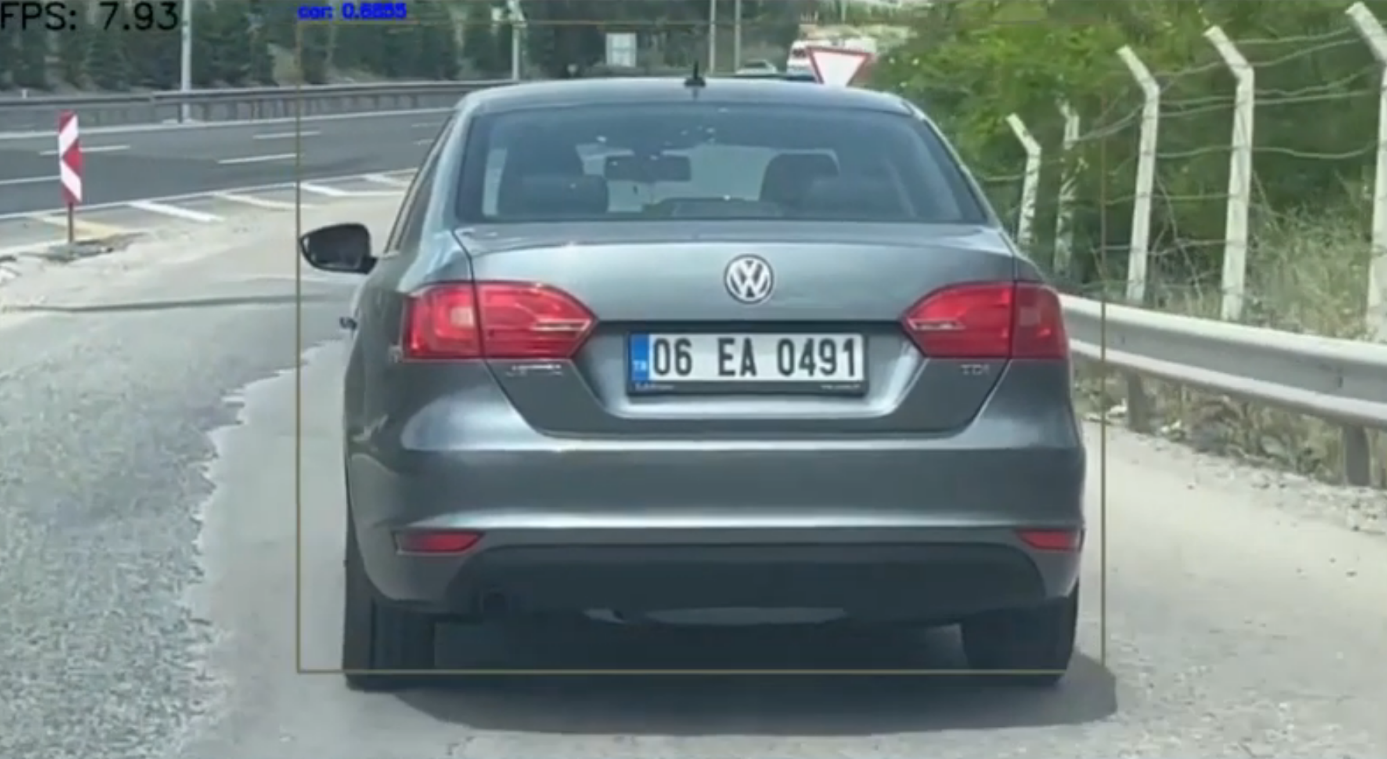 FPS: 7.93
car: 0.6855
06 EA 0491
TR
TDI